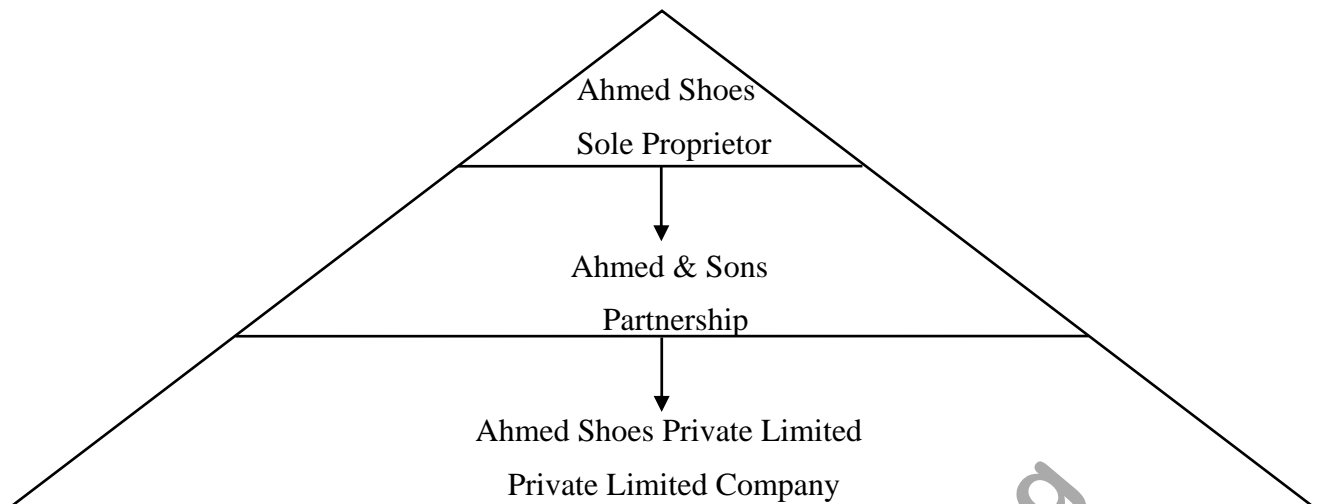 Ahmed Shoes
Sole Proprietor
Ahmed & Sons
Partnership
Ahmed Shoes Private Limited
Private Limited Company
g